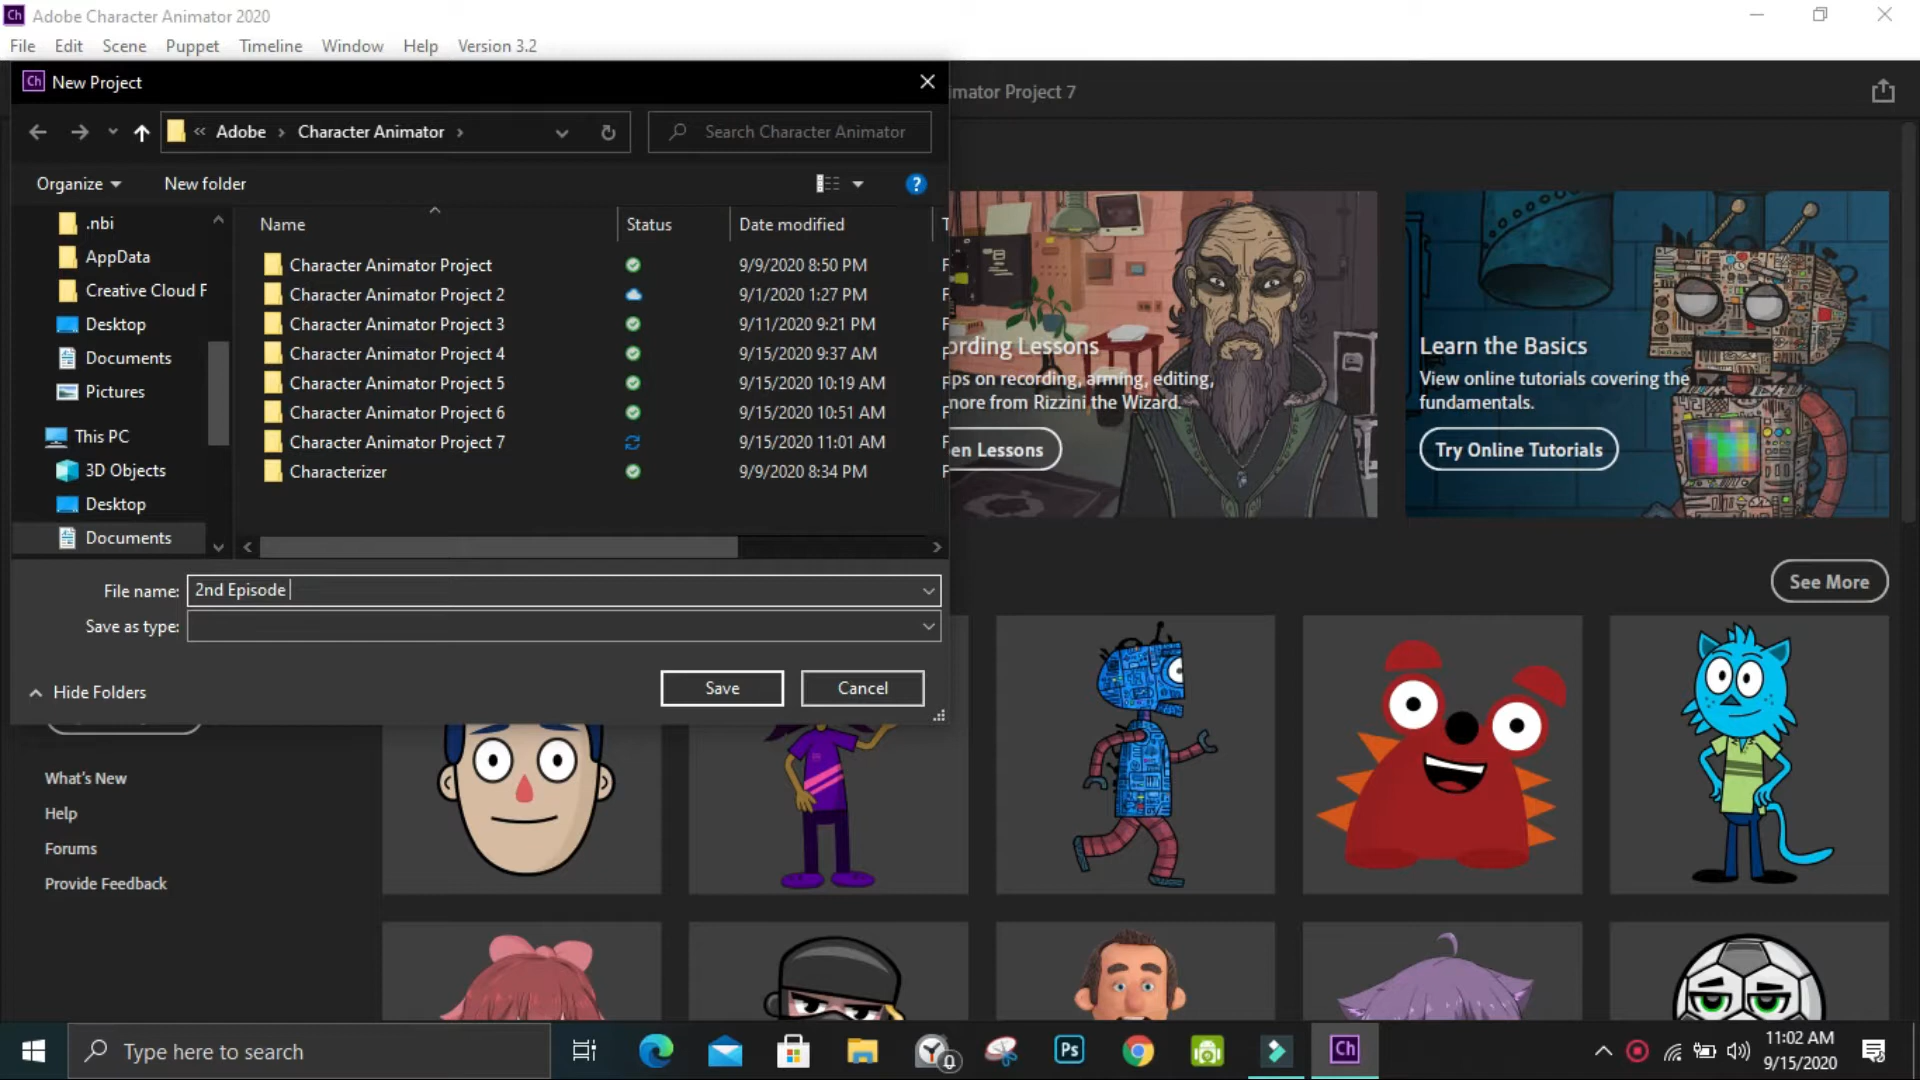 Ch Adobe Character Animator 2020
File Edit Scene Puppet Timeline Window Help Version 3.2
Ch New Project
imator Project 7
« Adobe > Character Animator >
Search Character Animator
Organize New folder
Name Status Date modified
.nbi
AppData
Creative Cloud F
Desktop
Documents
Pictures
This PC
3D Objects
Desktop
Documents
Character Animator Project 9/9/2020 8:50 PM F
Character Animator Project 2 9/1/2020 1:27 PM F
Character Animator Project 3 9/11/2020 9:21 PM F
Character Animator Project 4 9/15/2020 9:37 AM F
Character Animator Project 5 9/15/2020 10:19 AM F
Character Animator Project 6 9/15/2020 10:51 AM F
Character Animator Project 7 9/15/2020 11:01 AM F
Characterizer 9/9/2020 8:34 PM F
File name: 2nd Episode
Save as type:
Hide Folders
Save Cancel
ording Lessons
ps on recording, arming, editing,
more from Rizzini the Wizard.
en Lessons
Learn the Basics
View online tutorials covering the
fundamentals.
Try Online Tutorials
See More
What's New
Help
Forums
Provide Feedback
Type here to search
Ps
Ch
11:02 AM
9/15/2020